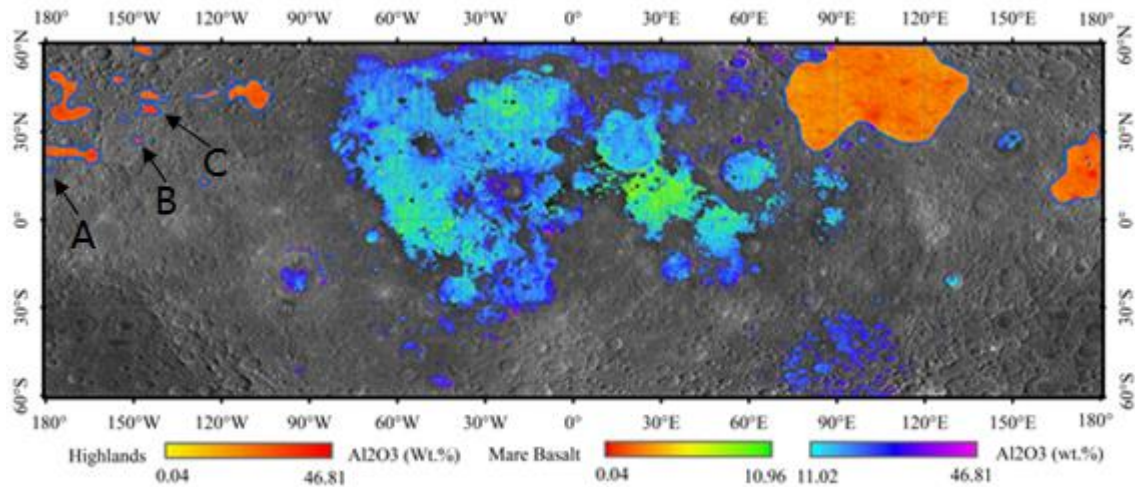 180° 150°W 120°W 90°W 60°W 30°W 0° 30°E 60°E 90°E 120°E 150°E 180°
60°N 60°N
30°N 30°N
0° 0°
30°S 30°S
60°S 60°S
C
B
A
180° 150°W 120°W 90°W 60°W 30°W 0° 30°E 60°E 90°E 120°E 150°E 180°
Highlands Al2O3 (Wt.%) Mare Basalt Al2O3 (wt.%)
0.04 46.81 0.04 10.96 11.02 46.81